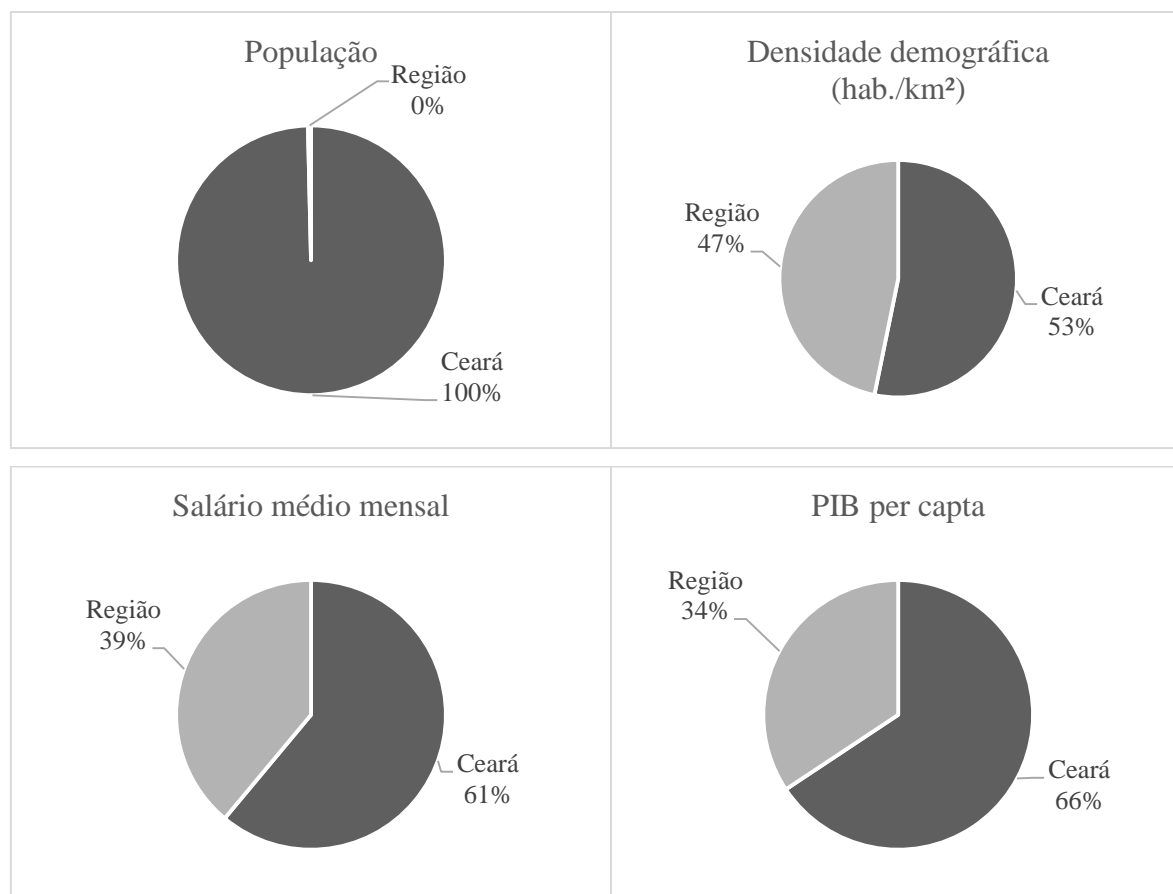 População
Região
0%
Ceará
100%
Densidade demográfica
(hab./km²)
Região
47%
Ceará
53%
Salário médio mensal
Região
39%
Ceará
61%
PIB per capta
Região
34%
Ceará
66%